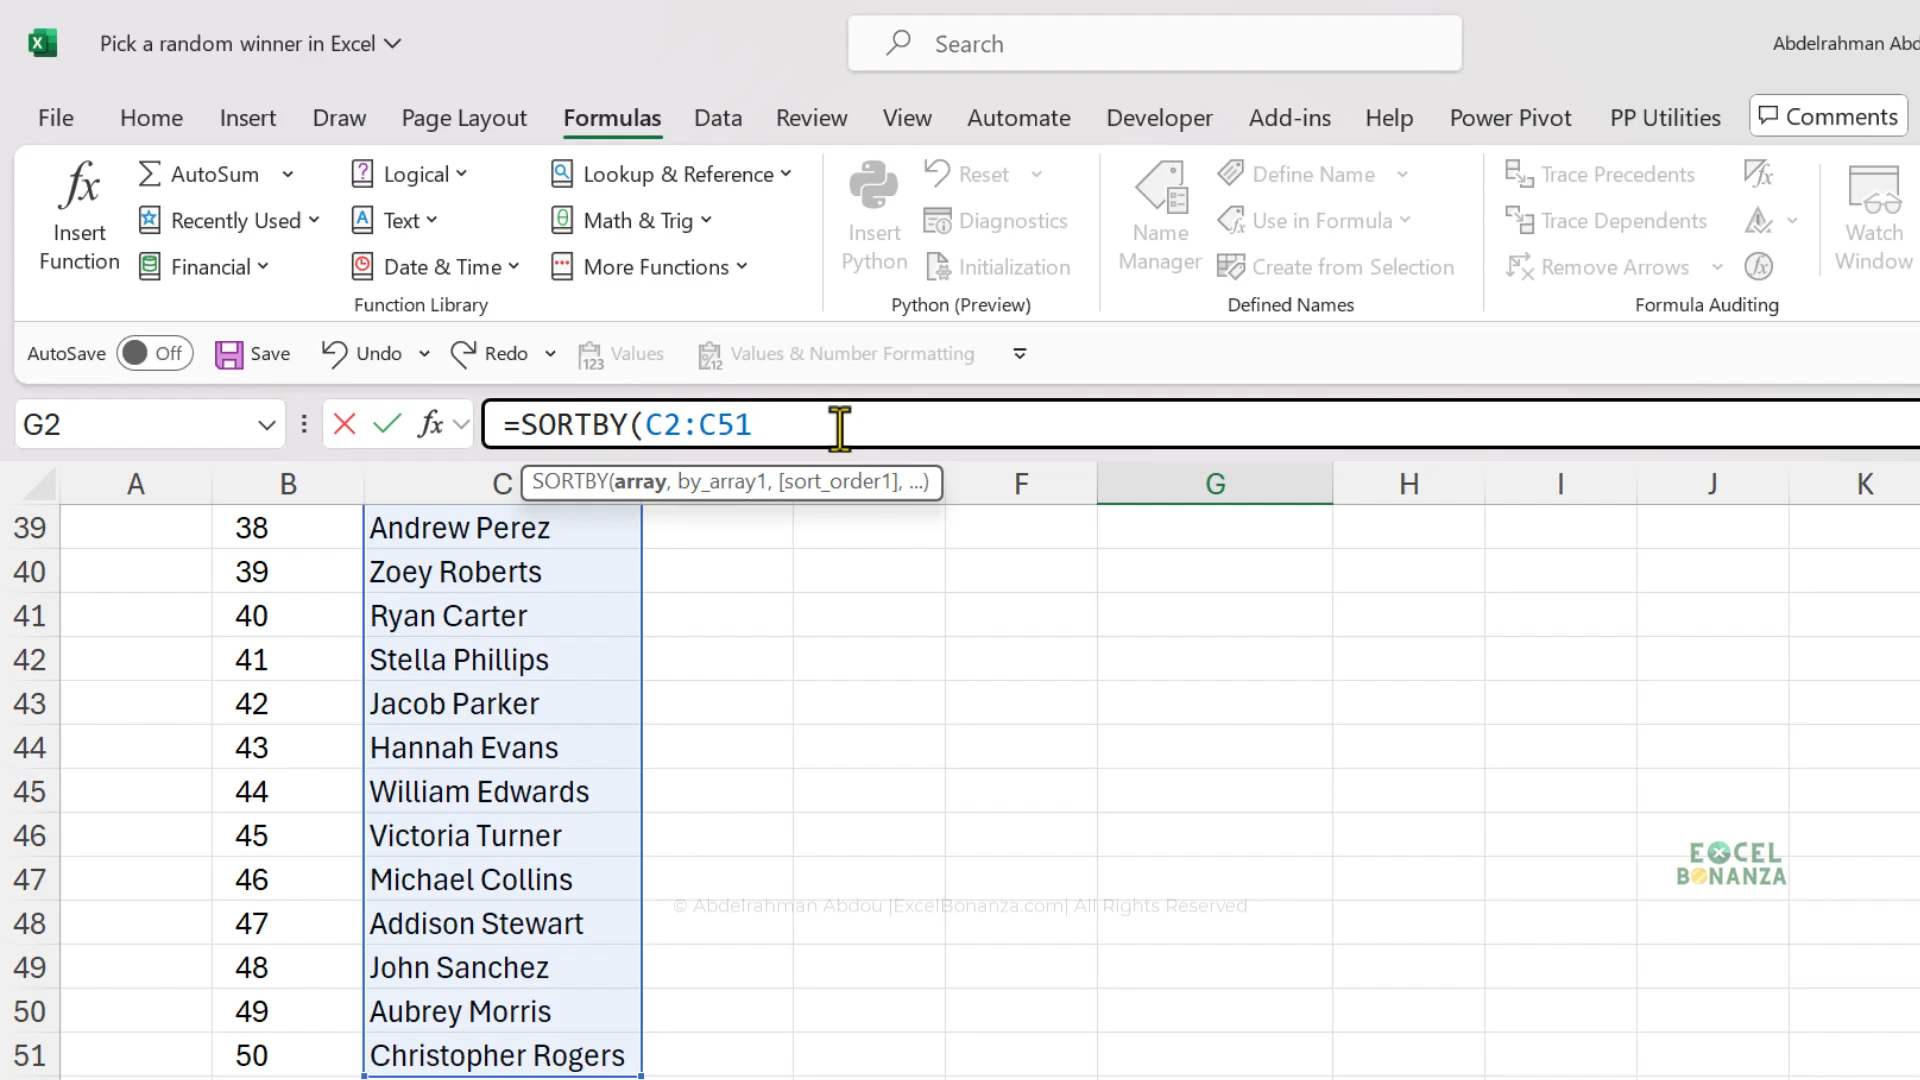 Pick a random winner in Excel
Search
Abdelrahman Abd
File Home Insert Draw Page Layout Formulas Data Review View Automate Developer Add-ins Help Power Pivot PP Utilities Comments
fx AutoSum Logical Lookup & Reference Reset Define Name Trace Precedents
Insert Function Recently Used Text Math & Trig Insert Python Diagnostics Name Manager Use in Formula Trace Dependents Watch Window
Financial Date & Time More Functions Initialization Create from Selection Remove Arrows
Function Library Python (Preview) Defined Names Formula Auditing
AutoSave Off Save Undo Redo Values Values & Number Formatting
G2 fx =SORTBY(C2:C51
SORTBY(array, by_array1, [sort_order1], ...)
A B C F G H I J K
39 38 Andrew Perez
40 39 Zoey Roberts
41 40 Ryan Carter
42 41 Stella Phillips
43 42 Jacob Parker
44 43 Hannah Evans
45 44 William Edwards
46 45 Victoria Turner
47 46 Michael Collins
48 47 Addison Stewart
49 48 John Sanchez
50 49 Aubrey Morris
51 50 Christopher Rogers
EXCEL
BONANZA
© Abdelrahman Abdou |ExcelBonanza.com| All Rights Reserved